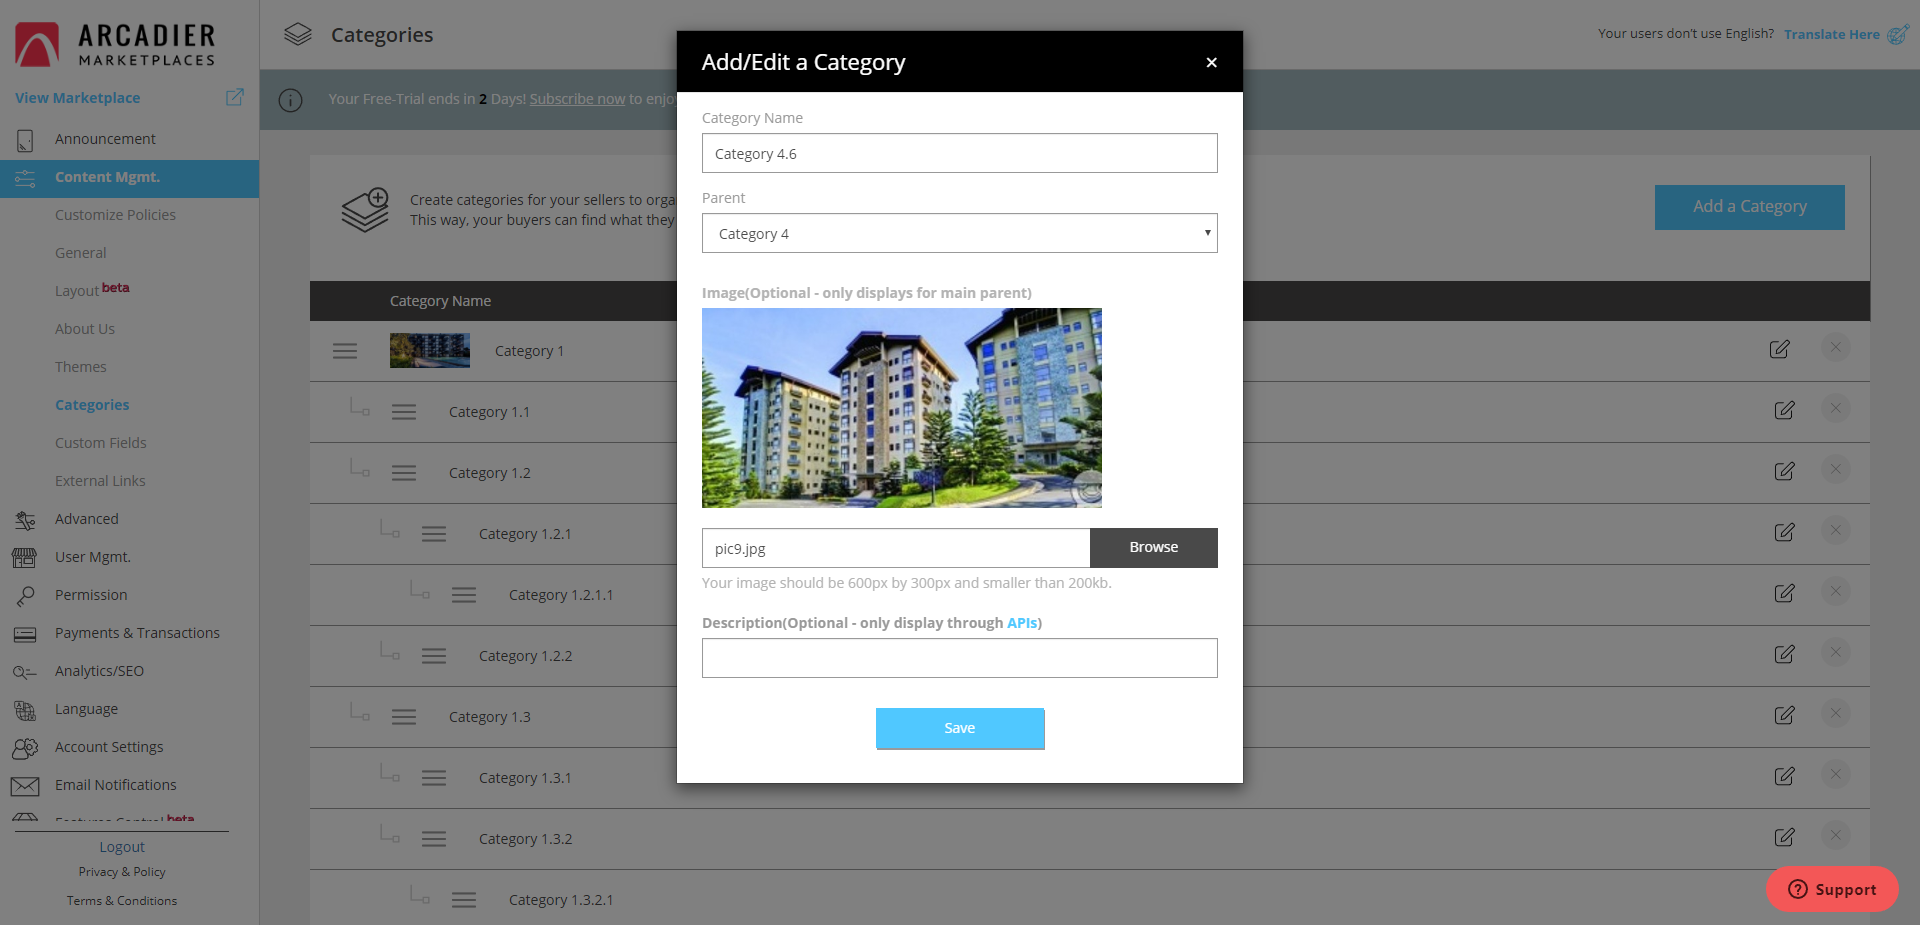 ARCADIER
MARKETPLACES
View Marketplace
Announcement
Content Mgmt.
Customize Policies
General
Layout beta
About Us
Themes
Categories
Custom Fields
External Links
Advanced
User Mgmt.
Permission
Payments & Transactions
Analytics/SEO
Language
Account Settings
Email Notifications
Features Control beta
Logout
Privacy & Policy
Terms & Conditions
Categories
Your users don't use English? Translate Here
Your Free-Trial ends in 2 Days! Subscribe now to enjoy
Create categories for your sellers to orga
This way, your buyers can find what they
Add a Category
Category Name
Category 1
Category 1.1
Category 1.2
Category 1.2.1
Category 1.2.1.1
Category 1.2.2
Category 1.3
Category 1.3.1
Category 1.3.2
Category 1.3.2.1
Add/Edit a Category
Category Name
Category 4.6
Parent
Category 4
Image(Optional - only displays for main parent)
pic9.jpg
Browse
Your image should be 600px by 300px and smaller than 200kb.
Description(Optional - only display through APIs)
Save
Support